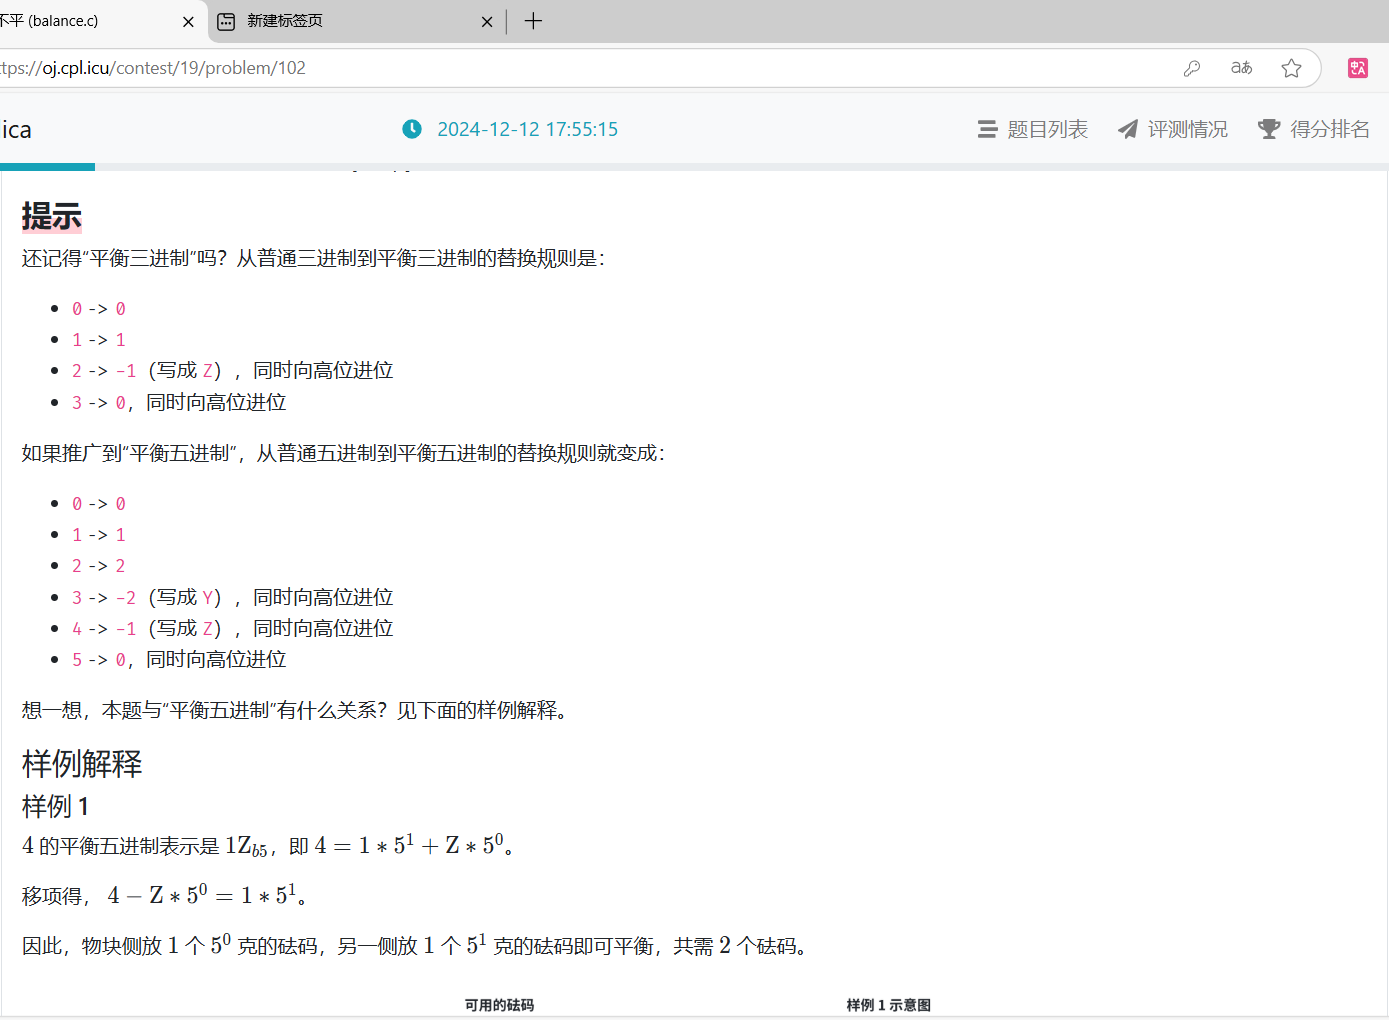 不平 (balance.c)
新建标签页
ttps://oj.cpl.icu/contest/19/problem/102
lica
2024-12-12 17:55:15
题目列表
评测情况
得分排名
提示
还记得“平衡三进制”吗？从普通三进制到平衡三进制的替换规则是：
• 0 -> 0
• 1 -> 1
• 2 -> -1（写成 Z），同时向高位进位
• 3 -> 0，同时向高位进位
如果推广到“平衡五进制”，从普通五进制到平衡五进制的替换规则就变成：
• 0 -> 0
• 1 -> 1
• 2 -> 2
• 3 -> -2（写成 Y），同时向高位进位
• 4 -> -1（写成 Z），同时向高位进位
• 5 -> 0，同时向高位进位
想一想，本题与“平衡五进制”有什么关系？见下面的样例解释。
样例解释
样例 1
4 的平衡五进制表示是 1Z_{b5}，即 4 = 1 ∗ 5^1 + Z ∗ 5^0。
移项得， 4 − Z ∗ 5^0 = 1 ∗ 5^1。
因此，物块侧放 1 个 5^0 克的砝码，另一侧放 1 个 5^1 克的砝码即可平衡，共需 2 个砝码。
可用的砝码
样例 1 示意图